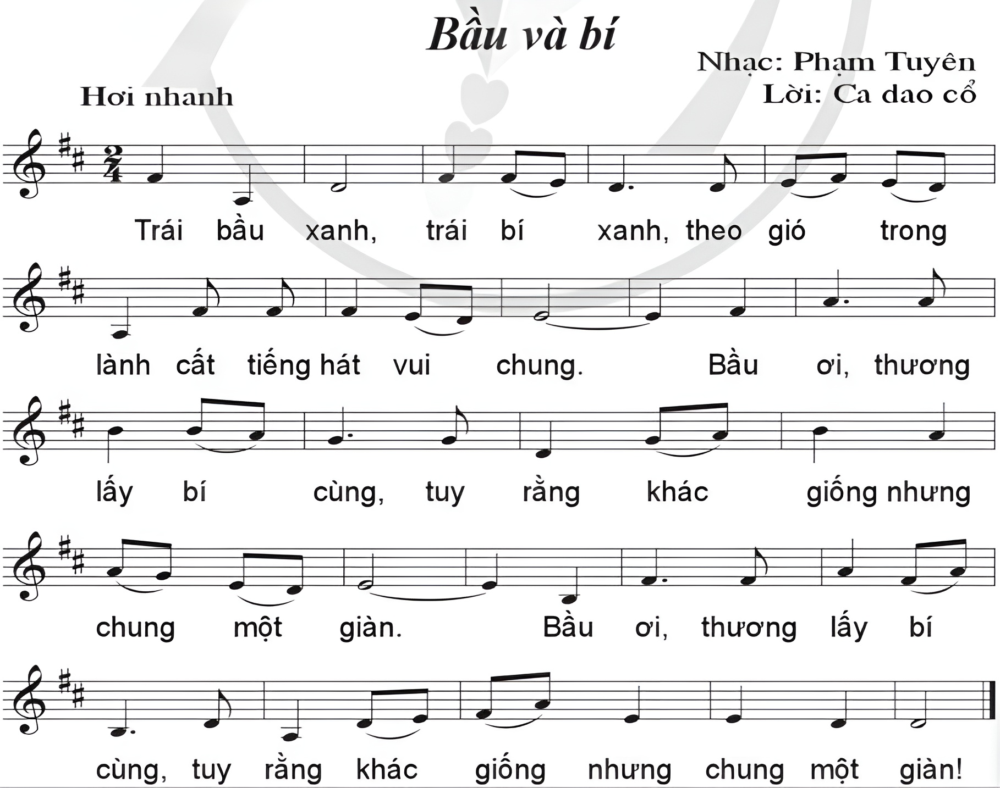 Bầu và bí
Nhạc: Phạm Tuyên
Lời: Ca dao cổ
Hơi nhanh
2
4
Trái bầu xanh, trái bí xanh, theo gió trong
lành cất tiếng hát vui chung. Bầu ơi, thương
lấy bí cùng, tuy rằng khác giống nhưng
chung một giàn. Bầu ơi, thương lấy bí
cùng, tuy rằng khác giống nhưng chung một giàn!